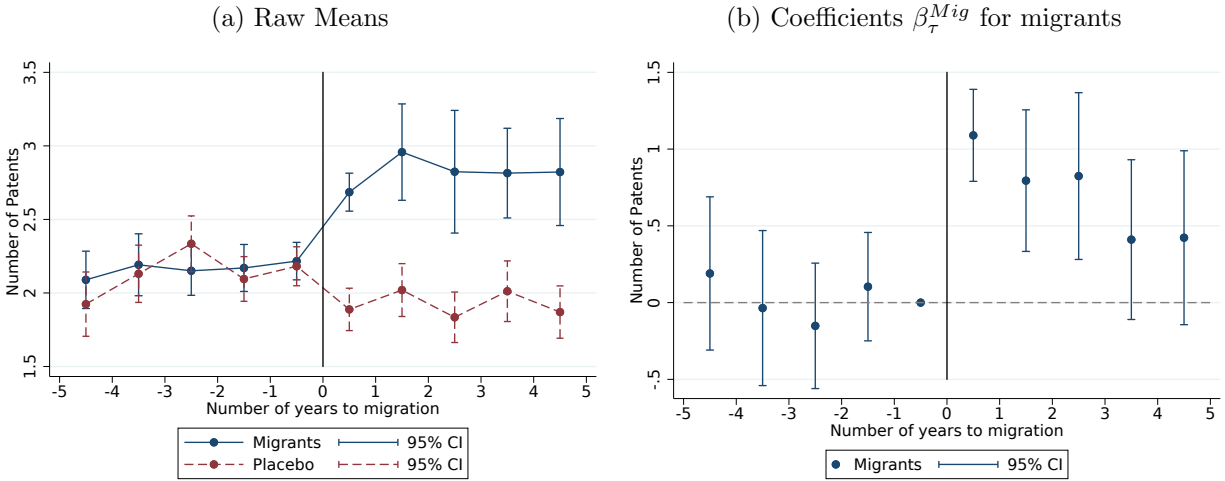 (a) Raw Means
Number of Patents
3.5
3
2.5
2
1.5
-5 -4 -3 -2 -1 0 1 2 3 4 5
Number of years to migration
Migrants 95% CI
Placebo 95% CI
(b) Coefficients β_τ^{Mig} for migrants
Number of Patents
1.5
1
.5
0
-.5
-5 -4 -3 -2 -1 0 1 2 3 4 5
Number of years to migration
Migrants 95% CI